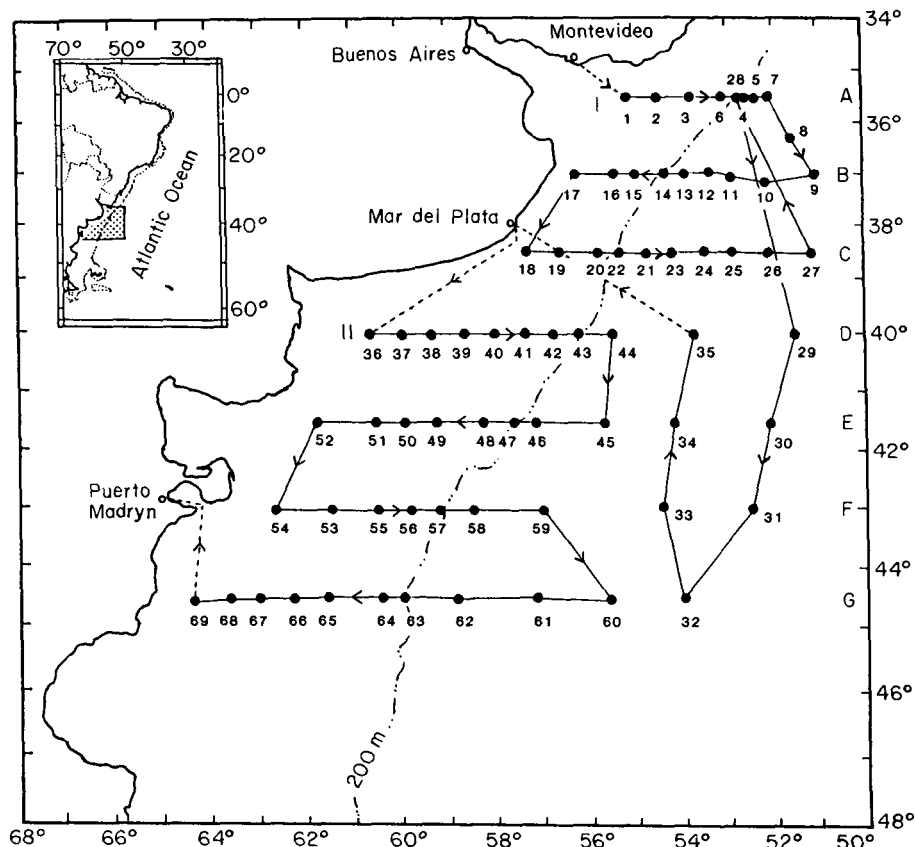 70° 50° 30°
0°
20°
40°
60°
Atlantic Ocean
Montevideo
Buenos Aires
34°
I
1 2 3 6 28 4 5 7
A
8
36°
17 16 15 14 13 12 11 10 9
B
Mar del Plata
38°
18 19 20 22 21 23 24 25 26 27
C
II
36 37 38 39 40 41 42 43 44 35 29
D
40°
52 51 50 49 48 47 46 45 34 30
E
42°
Puerto
Madryn
54 53 55 56 57 58 59 33 31
F
44°
69 68 67 66 65 64 63 62 61 60 32
G
46°
200 m
48°
68° 66° 64° 62° 60° 58° 56° 54° 52° 50°